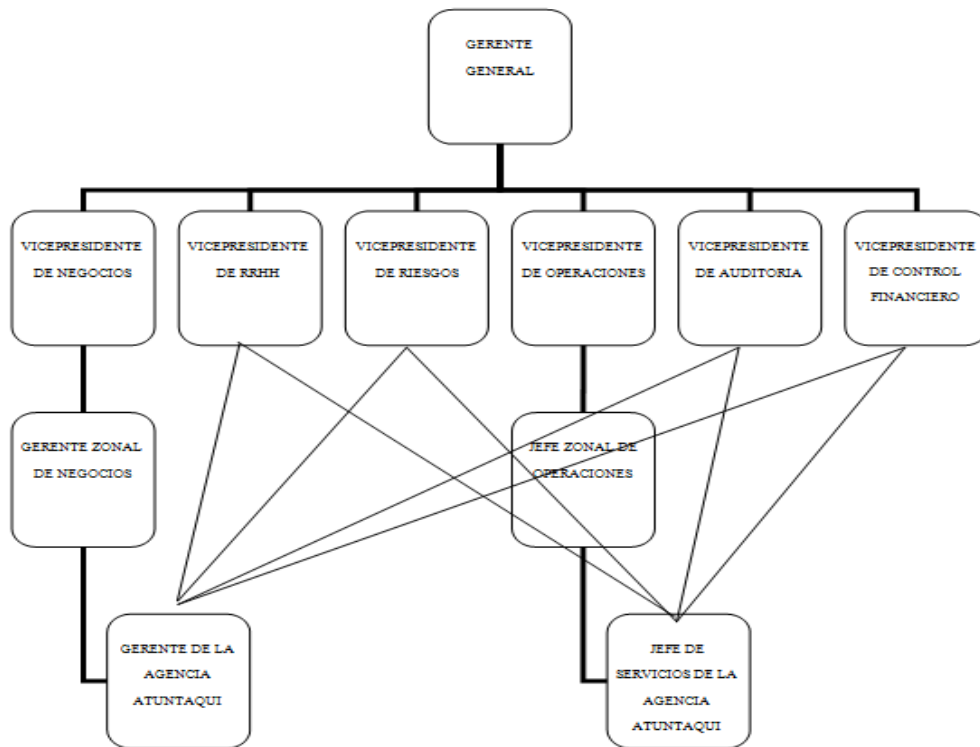 GERENTE
GENERAL
VICEPRESIDENTE
DE NEGOCIOS
VICEPRESIDENTE
DE RRHH
VICEPRESIDENTE
DE RIESGOS
VICEPRESIDENTE
DE OPERACIONES
VICEPRESIDENTE
DE AUDITORIA
VICEPRESIDENTE
DE CONTROL
FINANCIERO
GERENTE ZONAL
DE NEGOCIOS
JEFE ZONAL DE
OPERACIONES
GERENTE DE LA
AGENCIA
ATUNTAQUI
JEFE DE
SERVICIOS DE LA
AGENCIA
ATUNTAQUI